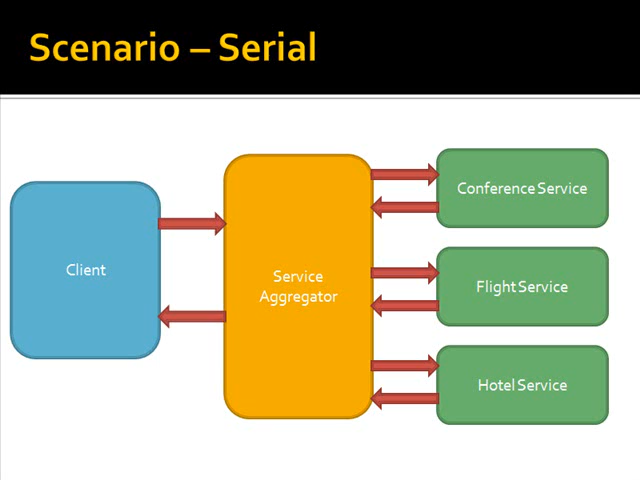 Scenario – Serial
Client
Service
Aggregator
Conference Service
Flight Service
Hotel Service